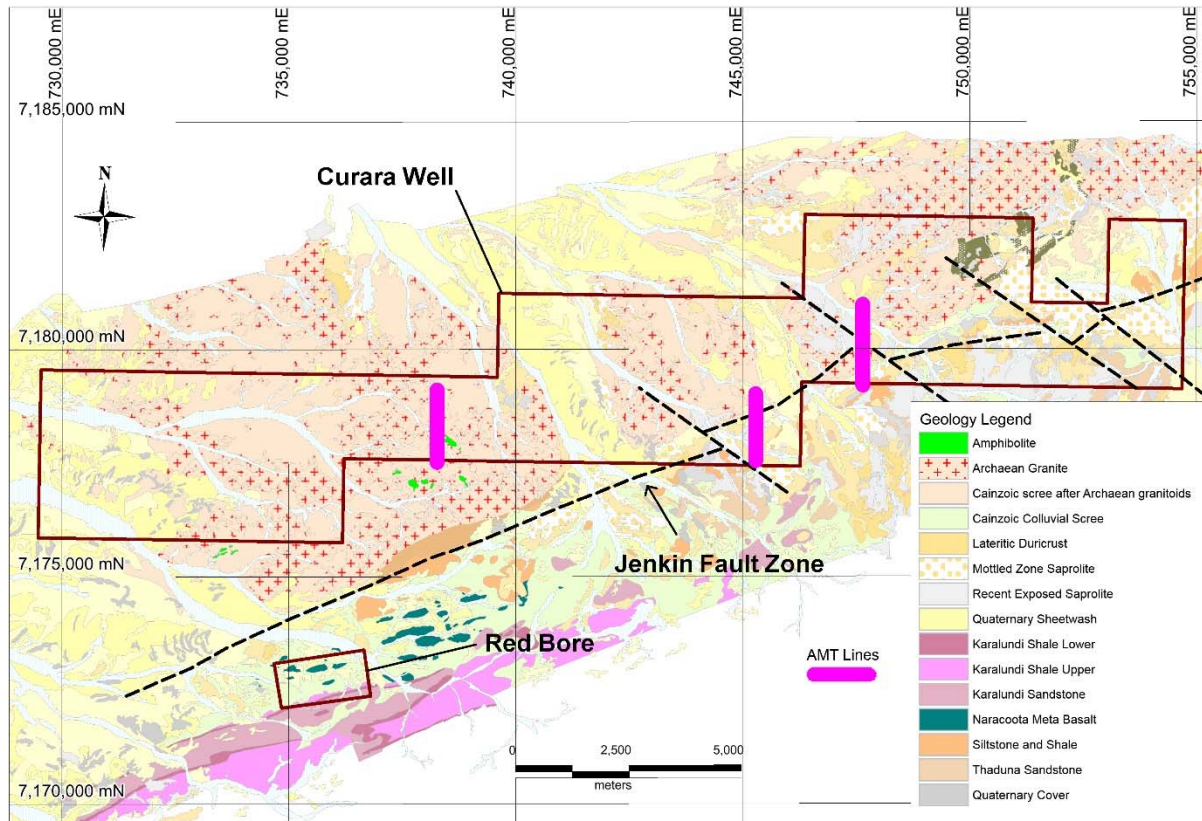 730,000 mE
735,000 mE
740,000 mE
745,000 mE
750,000 mE
755,000 mE
7,185,000 mN
N
Curara Well
7,180,000 mN
Geology Legend
Amphibolite
Archaean Granite
Cainzoic scree after Archaean granitoids
Cainzoic Colluvial Scree
Lateritic Duricrust
Mottled Zone Saprolite
Recent Exposed Saprolite
Quaternary Sheetwash
Karalundi Shale Lower
Karalundi Shale Upper
Karalundi Sandstone
Naracoota Meta Basalt
Siltstone and Shale
Thaduna Sandstone
Quaternary Cover
7,175,000 mN
Jenkin Fault Zone
Red Bore
AMT Lines
0 2,500 5,000
meters
7,170,000 mN